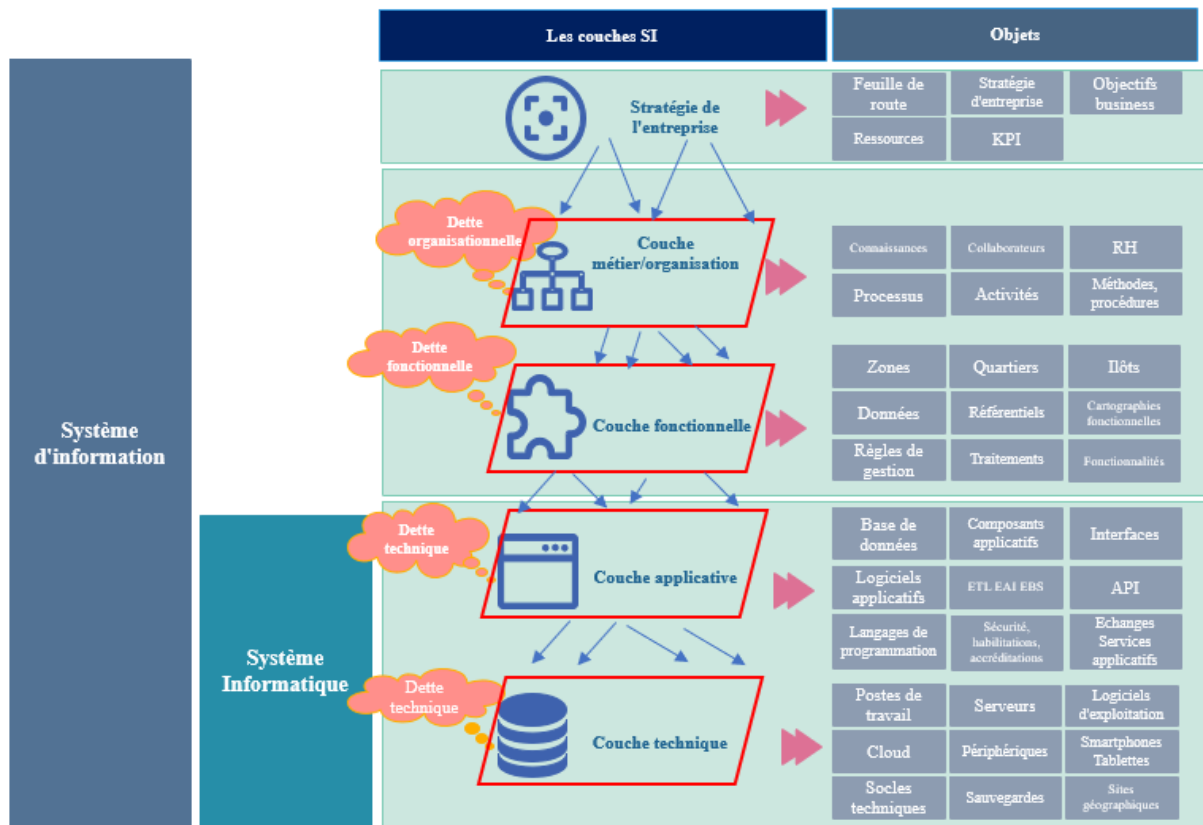 Les couches SI
Objets
Système
d'information
Système
Informatique
Stratégie de
l'entreprise
Feuille de
route
Stratégie
d'entreprise
Objectifs
business
Ressources
KPI
Dette
organisationnelle
Couche
métier/organisation
Connaissances
Collaborateurs
RH
Processus
Activités
Méthodes,
procédures
Dette
fonctionnelle
Couche fonctionnelle
Zones
Quartiers
Ilôts
Données
Référentiels
Cartographies
fonctionnelles
Règles de
gestion
Traitements
Fonctionnalités
Dette
technique
Couche applicative
Base de
données
Composants
applicatifs
Interfaces
Logiciels
applicatifs
ETL EAI EBS
API
Langages de
programmation
Sécurité,
habilitations,
accréditations
Echanges
Services
applicatifs
Dette
technique
Couche technique
Postes de
travail
Serveurs
Logiciels
d'exploitation
Cloud
Périphériques
Smartphones
Tablettes
Socles
techniques
Sauvegardes
Sites
géographiques